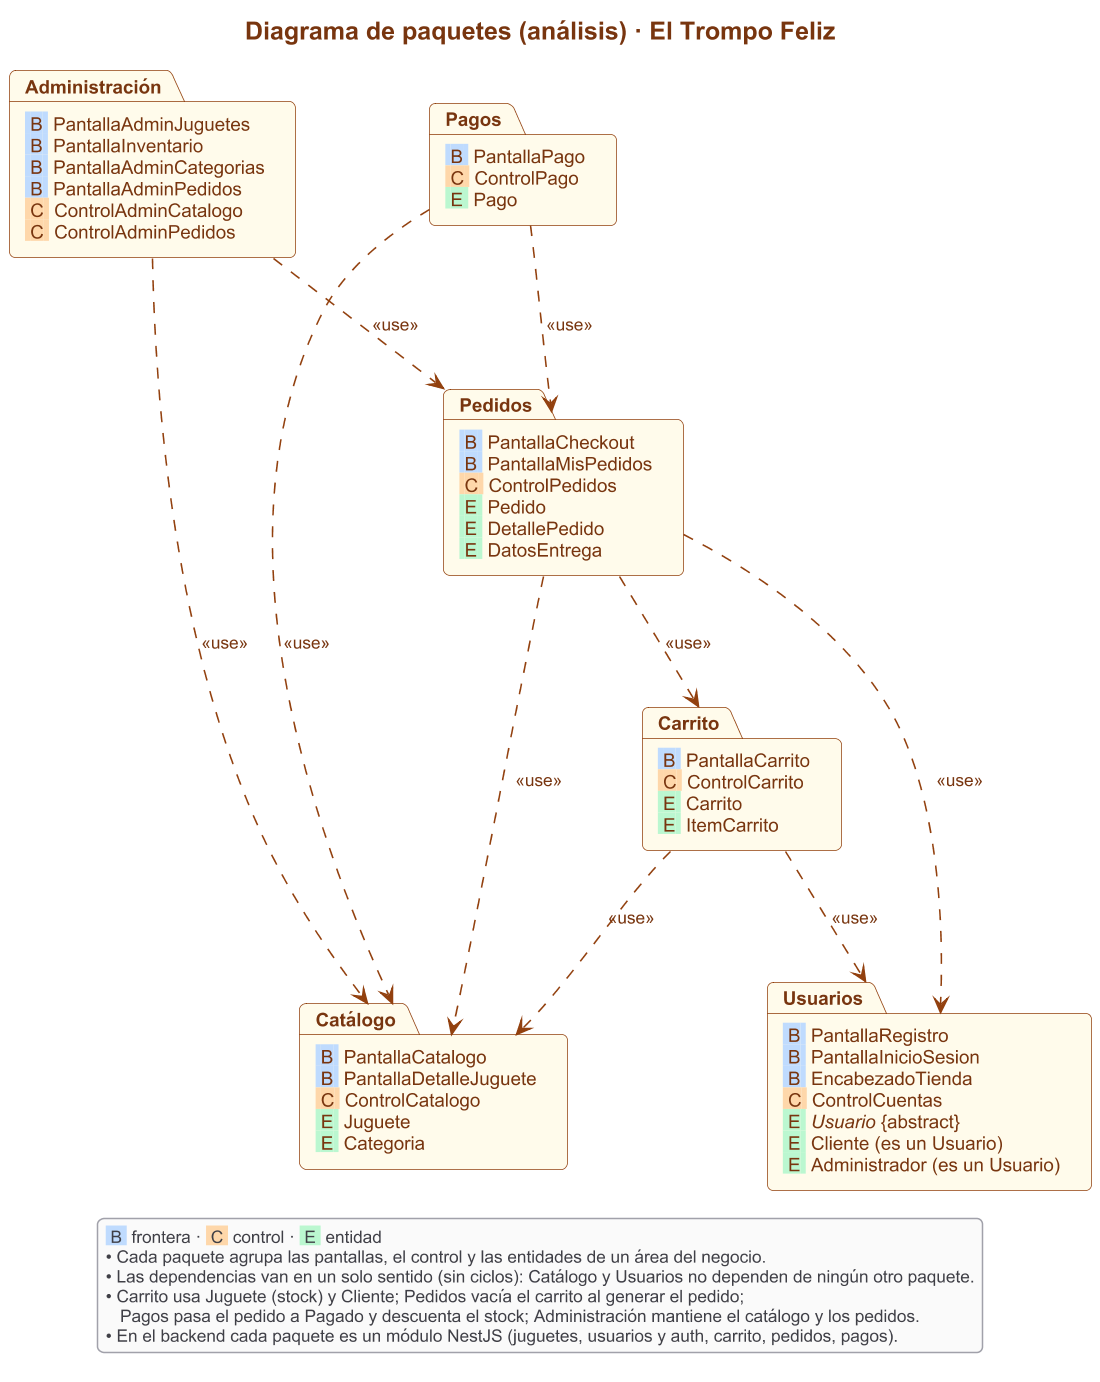 Diagrama de paquetes (análisis) · El Trompo Feliz
Administración
B PantallaAdminJuguetes
B PantallaInventario
B PantallaAdminCategorias
B PantallaAdminPedidos
C ControlAdminCatalogo
C ControlAdminPedidos
Pagos
B PantallaPago
C ControlPago
E Pago
«use»
«use»
Pedidos
B PantallaCheckout
B PantallaMisPedidos
C ControlPedidos
E Pedido
E DetallePedido
E DatosEntrega
«use»
«use»
«use»
Carrito
B PantallaCarrito
C ControlCarrito
E Carrito
E ItemCarrito
«use»
«use»
«use»
«use»
Catálogo
B PantallaCatalogo
B PantallaDetalleJuguete
C ControlCatalogo
E Juguete
E Categoria
Usuarios
B PantallaRegistro
B PantallaInicioSesion
B EncabezadoTienda
C ControlCuentas
E Usuario {abstract}
E Cliente (es un Usuario)
E Administrador (es un Usuario)
B frontera · C control · E entidad
• Cada paquete agrupa las pantallas, el control y las entidades de un área del negocio.
• Las dependencias van en un solo sentido (sin ciclos): Catálogo y Usuarios no dependen de ningún otro paquete.
• Carrito usa Juguete (stock) y Cliente; Pedidos vacía el carrito al generar el pedido;
Pagos pasa el pedido a Pagado y descuenta el stock; Administración mantiene el catálogo y los pedidos.
• En el backend cada paquete es un módulo NestJS (juguetes, usuarios y auth, carrito, pedidos, pagos).